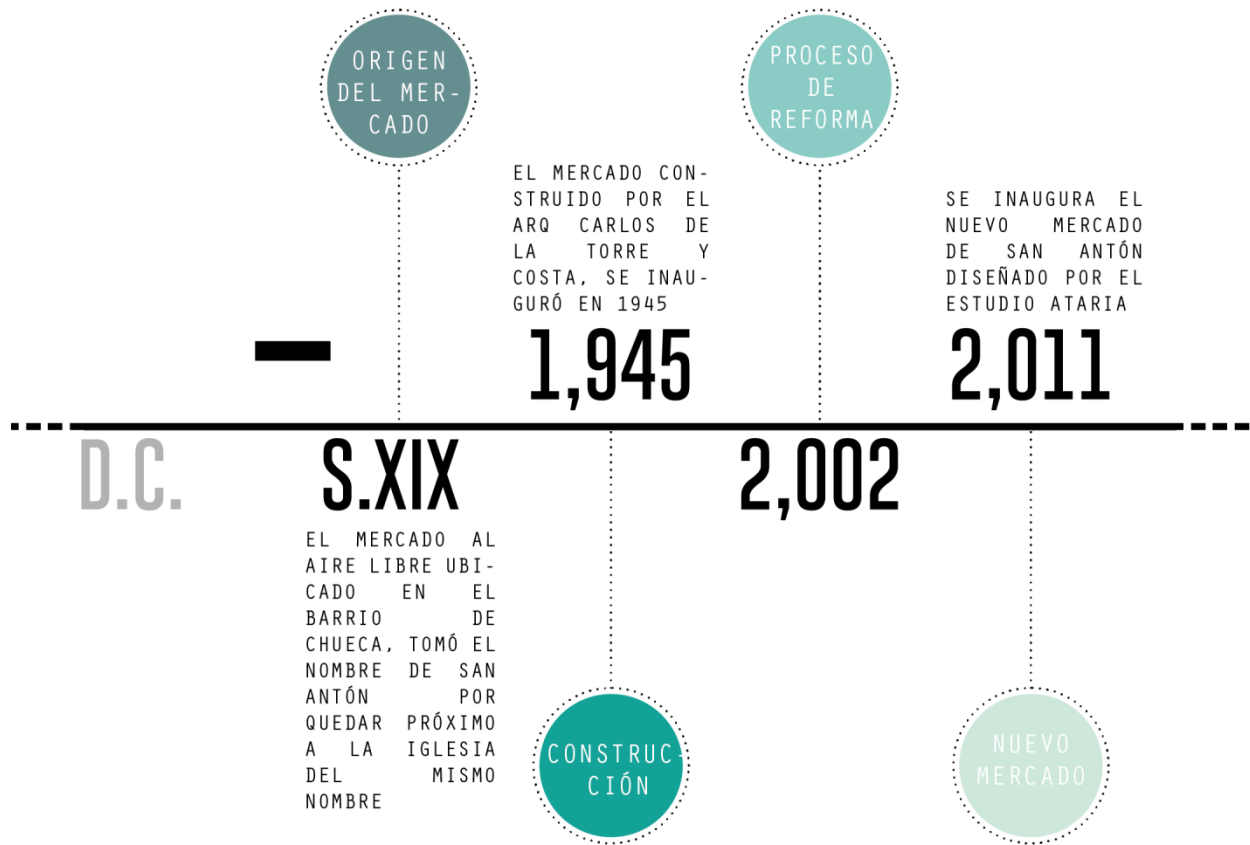 ORIGEN
DEL MER-
CADO
PROCESO
DE
REFORMA
EL MERCADO CON-
STRUIDO POR EL
ARQ CARLOS DE
LA TORRE Y
COSTA, SE INAU-
GURÓ EN 1945
SE INAUGURA EL
NUEVO MERCADO
DE SAN ANTÓN
DISEÑADO POR EL
ESTUDIO ATARIA
1,945
2,011
D.C.
S.XIX
2,002
EL MERCADO AL
AIRE LIBRE UBI-
CADO EN EL
BARRIO DE
CHUECA, TOMÓ EL
NOMBRE DE SAN
ANTÓN POR
QUEDAR PRÓXIMO
A LA IGLESIA
DEL MISMO
NOMBRE
CONSTRUC-
CIÓN
NUEVO
MERCADO